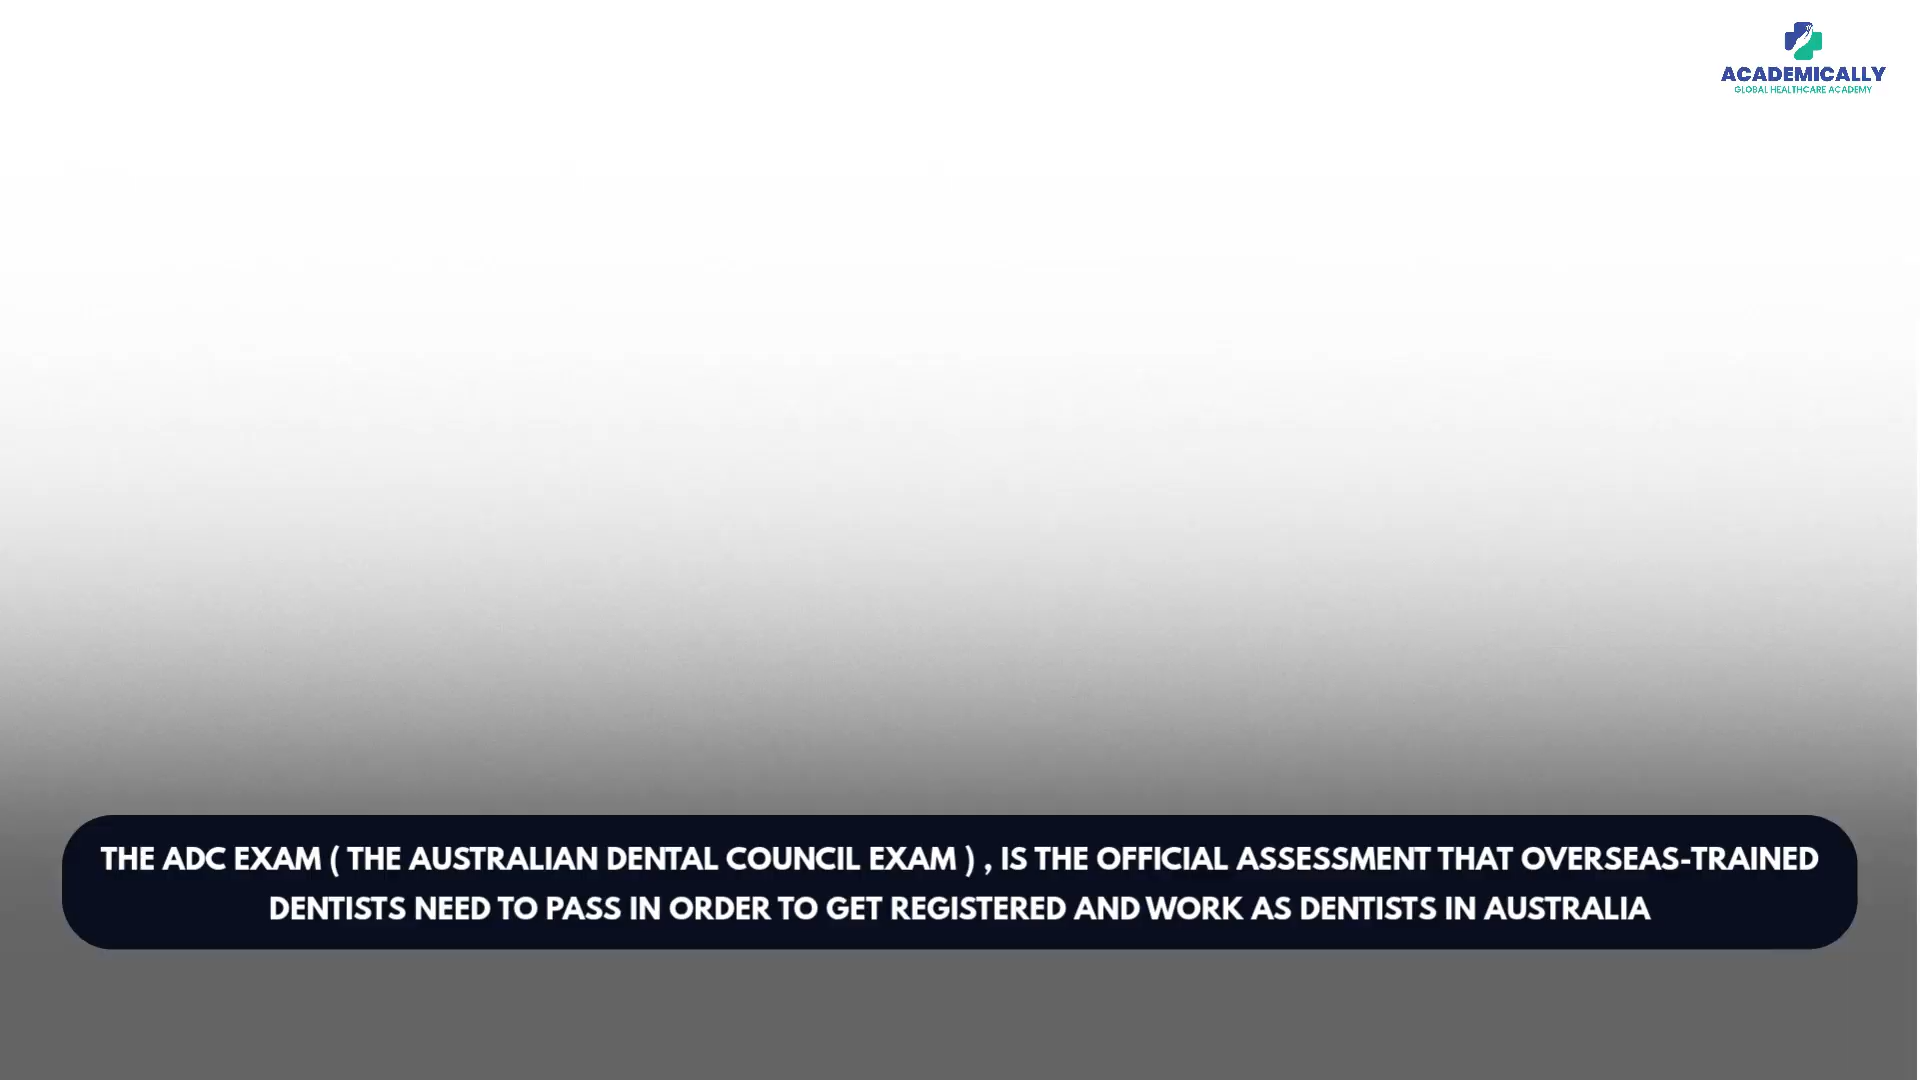 ACADEMICALLY
GLOBAL HEALTHCARE ACADEMY
THE ADC EXAM ( THE AUSTRALIAN DENTAL COUNCIL EXAM ) , IS THE OFFICIAL ASSESSMENT THAT OVERSEAS-TRAINED
DENTISTS NEED TO PASS IN ORDER TO GET REGISTERED AND WORK AS DENTISTS IN AUSTRALIA